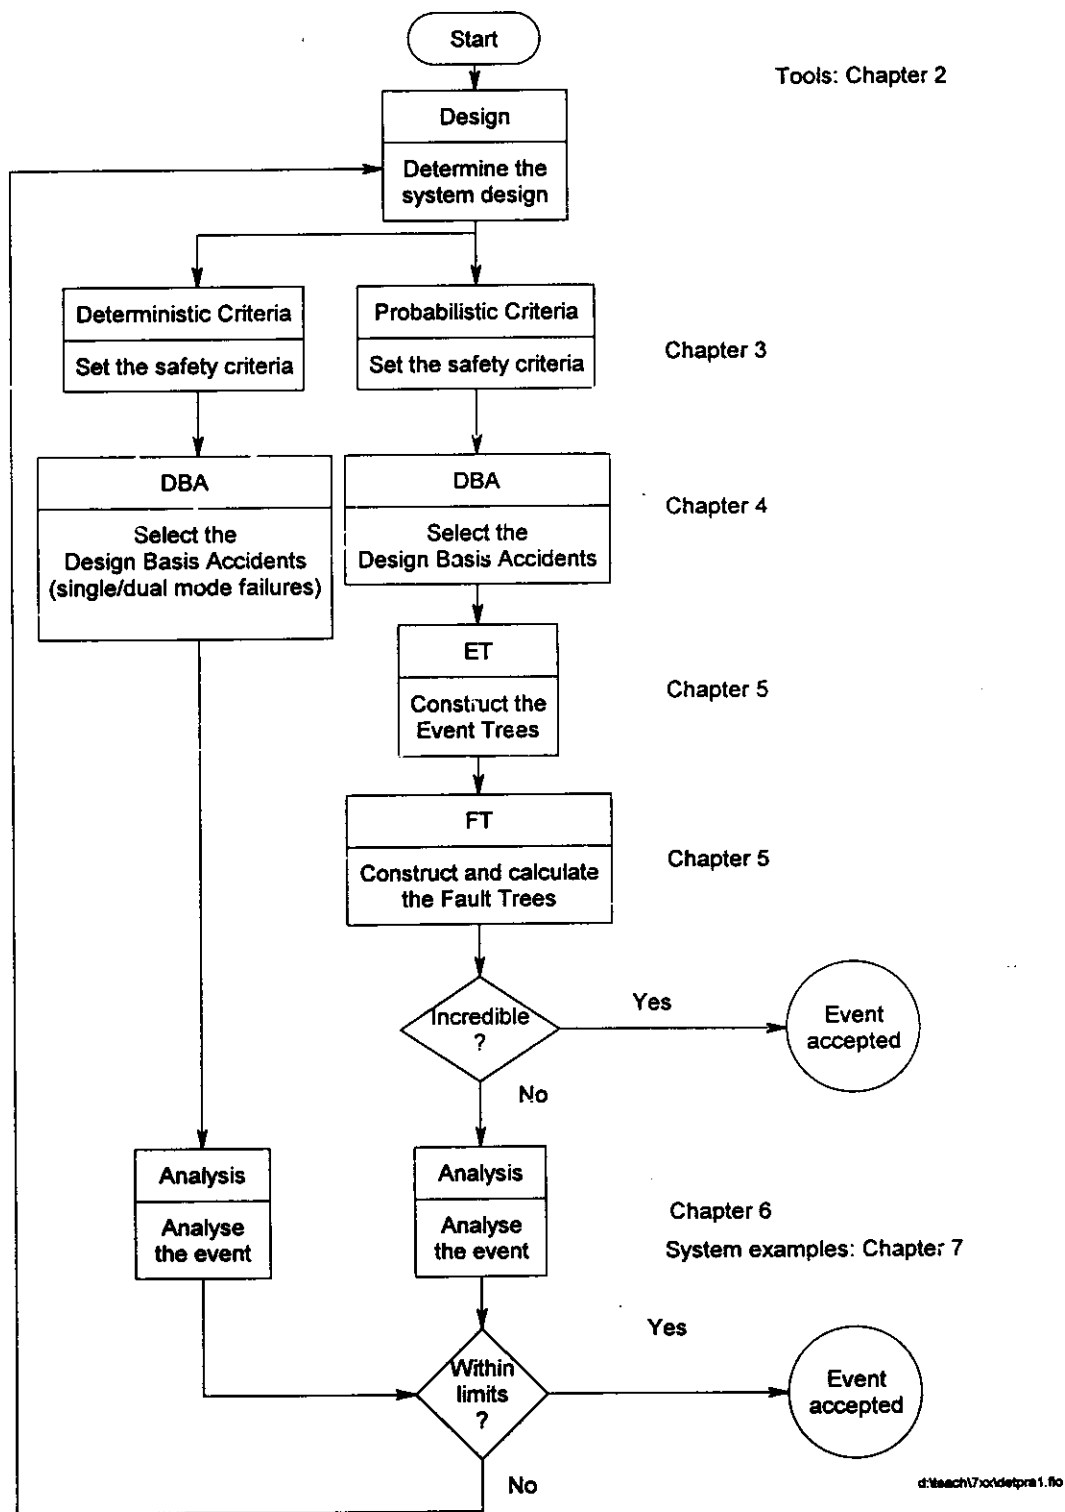 Start
Tools: Chapter 2
Design
Determine the
system design
Deterministic Criteria
Set the safety criteria
Probabilistic Criteria
Set the safety criteria
Chapter 3
DBA
Select the
Design Basis Accidents
(single/dual mode failures)
DBA
Select the
Design Basis Accidents
Chapter 4
ET
Construct the
Event Trees
Chapter 5
FT
Construct and calculate
the Fault Trees
Chapter 5
Incredible
?
Yes
Event
accepted
No
Analysis
Analyse
the event
Analysis
Analyse
the event
Chapter 6
System examples: Chapter 7
Within
limits
?
Yes
Event
accepted
No